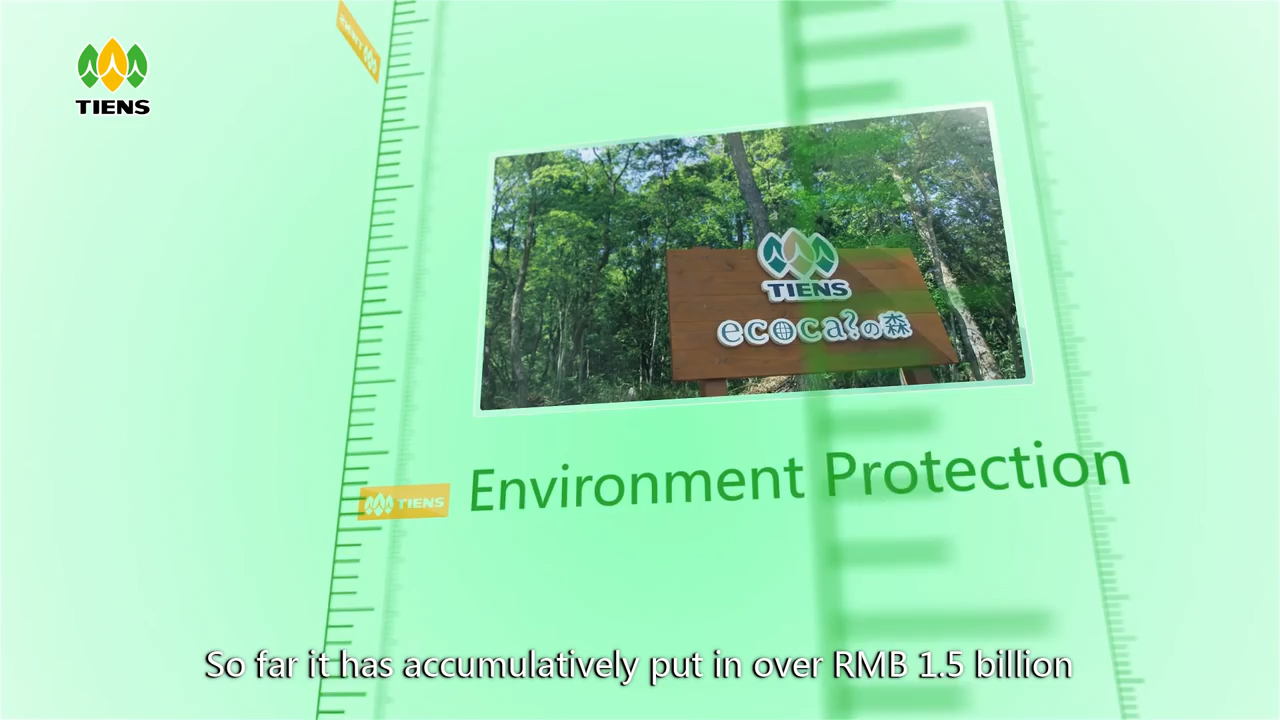 TIENS
TIENS
ecoca?の森
Environment Protection
TIENS
So far it has accumulatively put in over RMB 1.5 billion